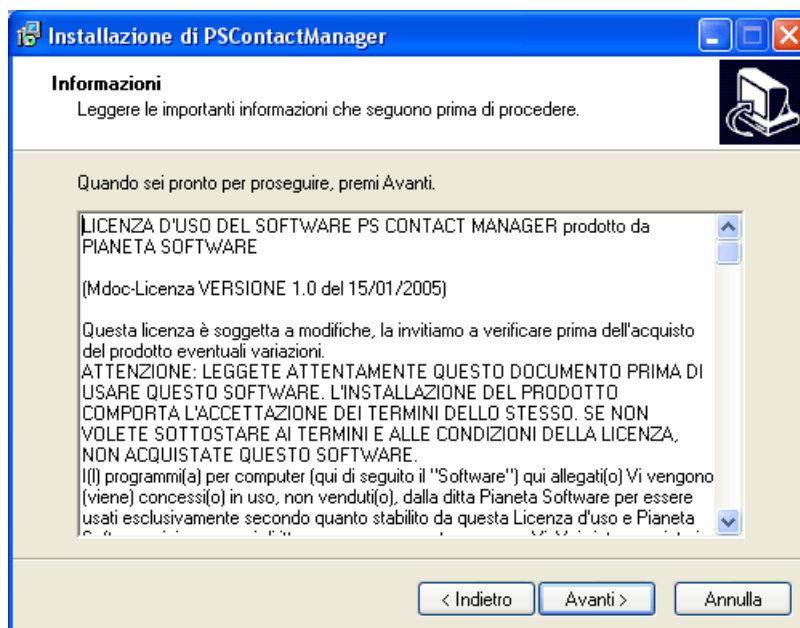 Installazione di PSContactManager
Informazioni
Leggere le importanti informazioni che seguono prima di procedere.
Quando sei pronto per proseguire, premi Avanti.
LICENZA D'USO DEL SOFTWARE PS CONTACT MANAGER prodotto da
PIANETA SOFTWARE
(Mdoc-Licenza VERSIONE 1.0 del 15/01/2005)
Questa licenza è soggetta a modifiche, la invitiamo a verificare prima dell'acquisto
del prodotto eventuali variazioni.
ATTENZIONE: LEGGETE ATTENTAMENTE QUESTO DOCUMENTO PRIMA DI
USARE QUESTO SOFTWARE. L'INSTALLAZIONE DEL PRODOTTO
COMPORTA L'ACCETTAZIONE DEI TERMINI DELLO STESSO. SE NON
VOLETE SOTTOSTARE AI TERMINI E ALLE CONDIZIONI DELLA LICENZA,
NON ACQUISTATE QUESTO SOFTWARE.
I(l) programmi(a) per computer (qui di seguito il "Software") qui allegati(o) Vi vengono
(viene) concessi(o) in uso, non venduti(o), dalla ditta Pianeta Software per essere
usati esclusivamente secondo quanto stabilito da questa Licenza d'uso e Pianeta
< Indietro
Avanti >
Annulla